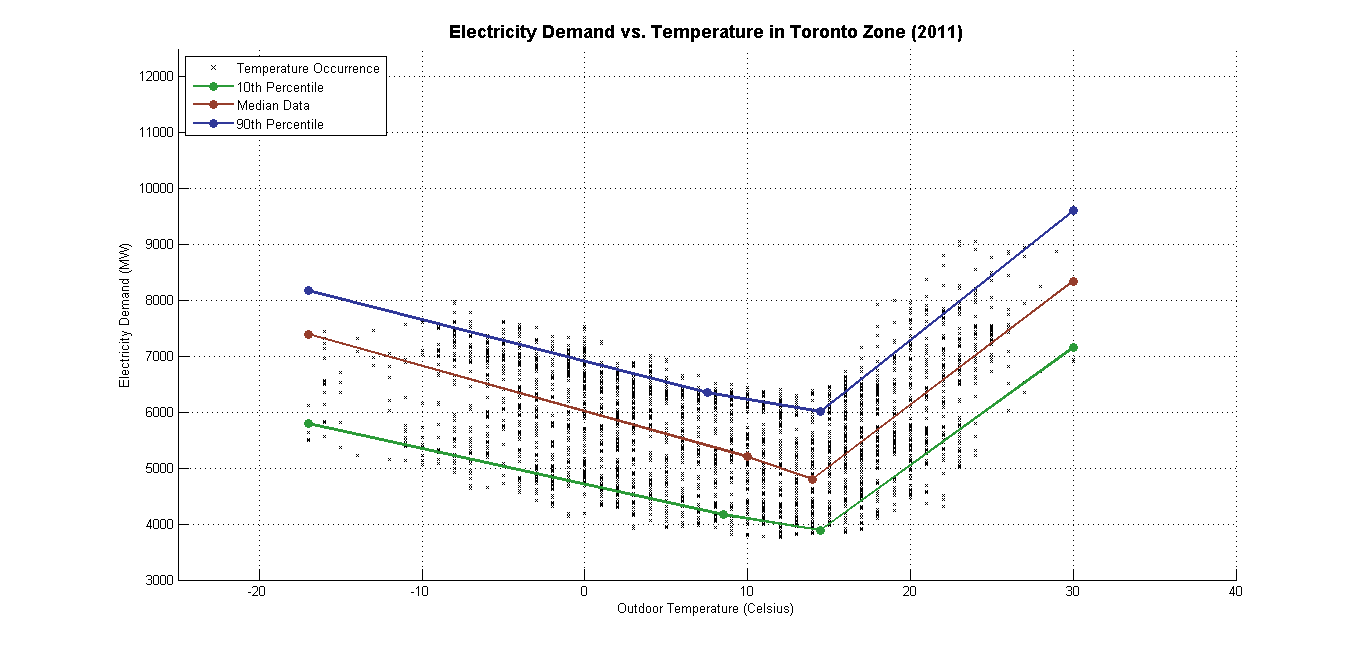 Electricity Demand vs. Temperature in Toronto Zone (2011)
Temperature Occurrence
10th Percentile
Median Data
90th Percentile
12000
11000
10000
9000
8000
7000
6000
5000
4000
3000
Electricity Demand (MW)
-20 -10 0 10 20 30 40
Outdoor Temperature (Celsius)